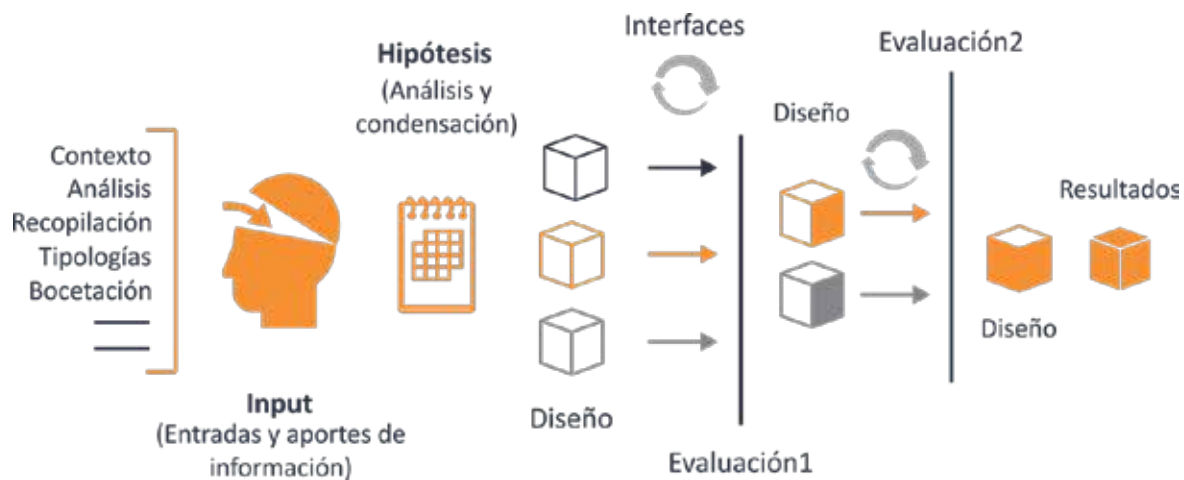 Contexto
Análisis
Recopilación
Tipologías
Bocetación
Input
(Entradas y aportes de
información)
Hipótesis
(Análisis y
condensación)
Diseño
Interfaces
Evaluación1
Diseño
Evaluación2
Resultados
Diseño